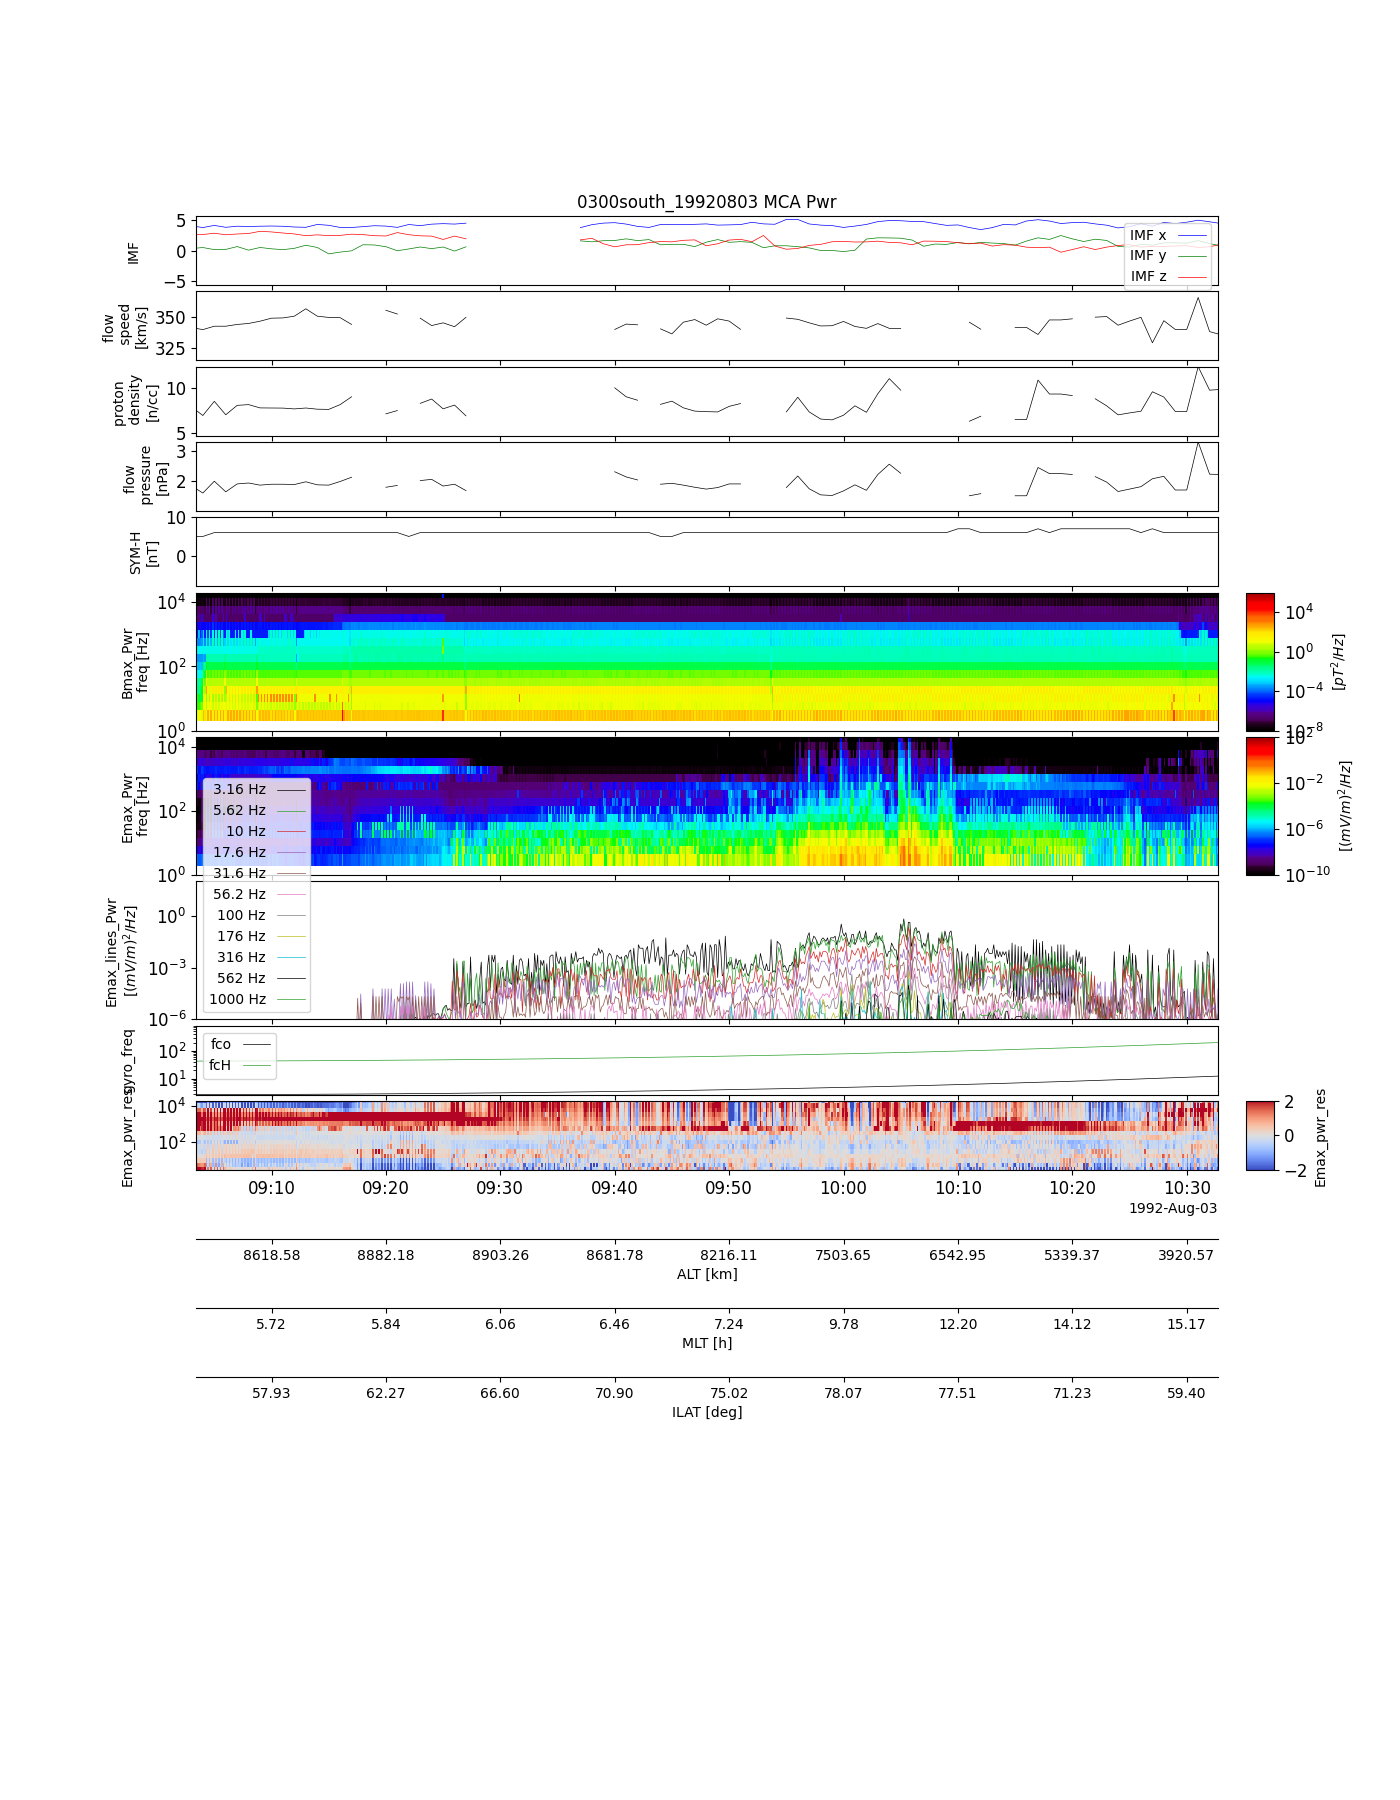 0300south_19920803 MCA Pwr
5
0
−5
IMF
IMF x
IMF y
IMF z
350
325
flow
speed
[km/s]
10
5
proton
density
[n/cc]
3
2
flow
pressure
[nPa]
10
0
SYM-H
[nT]
10^4
10^2
10^0
Bmax_Pwr
freq [Hz]
10^4
10^0
10^−4
10^−8
[pT^2/Hz]
10^4
10^2
10^0
Emax_Pwr
freq [Hz]
10^2
10^−2
10^−6
10^−10
[(mV/m)^2/Hz]
3.16 Hz
5.62 Hz
10 Hz
17.6 Hz
31.6 Hz
56.2 Hz
100 Hz
176 Hz
316 Hz
562 Hz
1000 Hz
10^0
10^−3
10^−6
Emax_lines_Pwr
[(mV/m)^2/Hz]
10^2
10^1
gyro_freq
fco
fcH
10^4
10^2
Emax_pwr_res
2
0
−2
Emax_pwr_res
09:10 09:20 09:30 09:40 09:50 10:00 10:10 10:20 10:30
1992-Aug-03
8618.58 8882.18 8903.26 8681.78 8216.11 7503.65 6542.95 5339.37 3920.57
ALT [km]
5.72 5.84 6.06 6.46 7.24 9.78 12.20 14.12 15.17
MLT [h]
57.93 62.27 66.60 70.90 75.02 78.07 77.51 71.23 59.40
ILAT [deg]